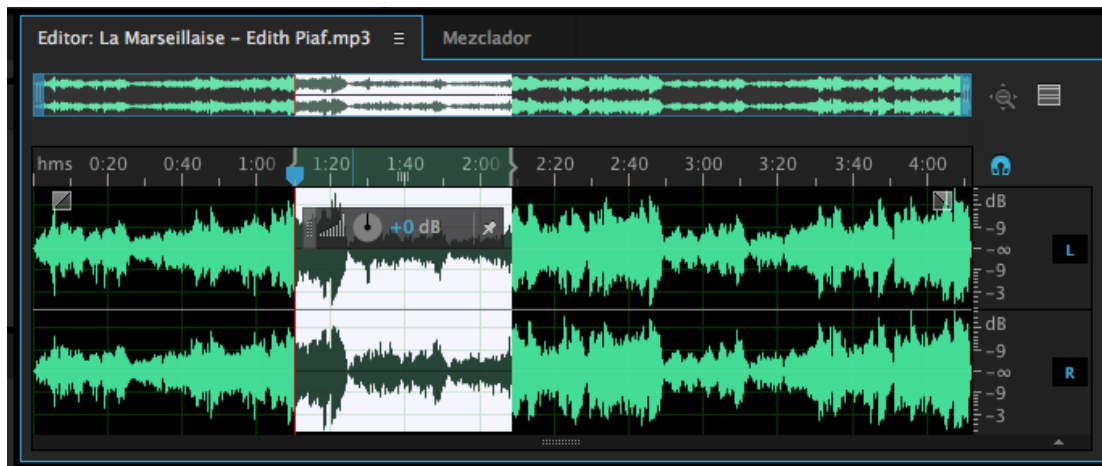 Editor: La Marseillaise – Edith Piaf.mp3 Mezclador
hms 0:20 0:40 1:00 1:20 1:40 2:00 2:20 2:40 3:00 3:20 3:40 4:00
+0 dB
dB
-9
-∞
-9
-3
L
dB
-9
-∞
-9
-3
R